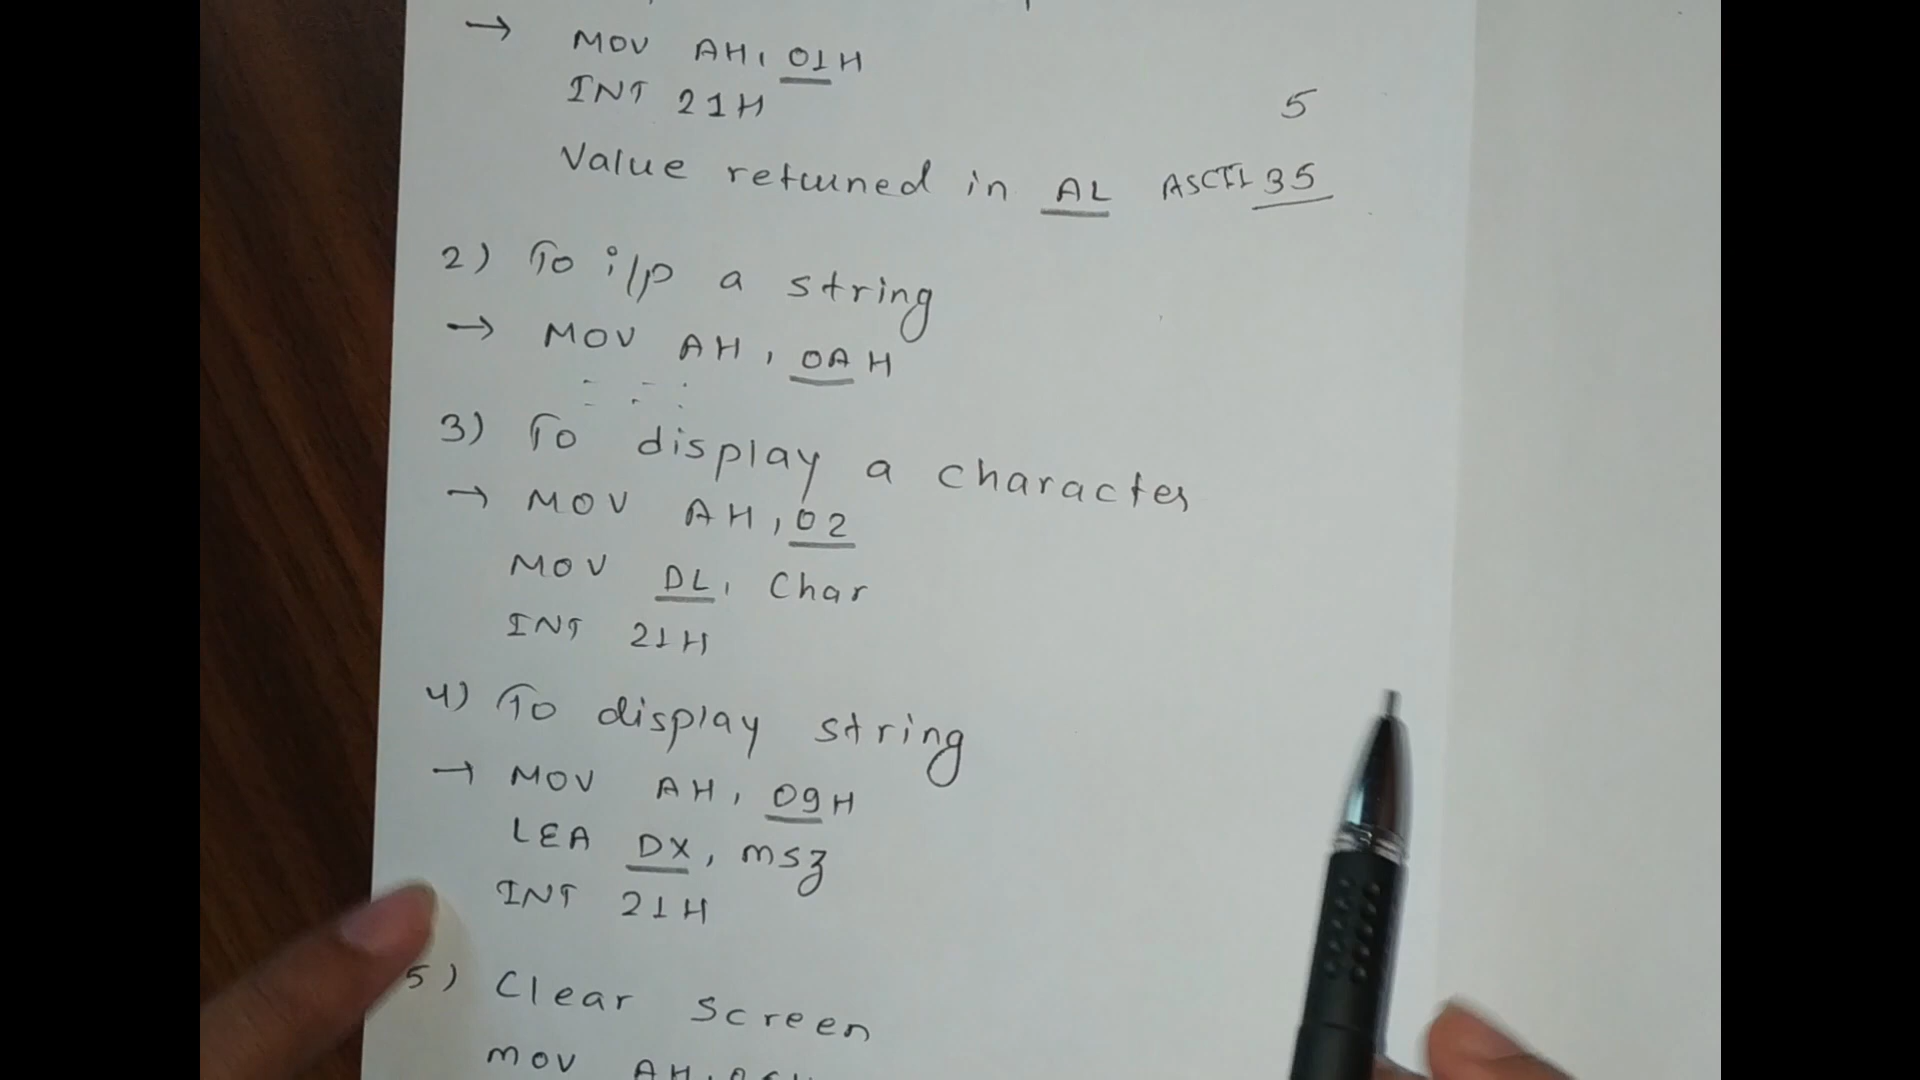 → MOV AH, 01H
INT 21H
5
Value returned in AL ASCII 35
2) To i/p a string
→ MOV AH, 0AH
3) To display a character
→ MOV AH, 02
MOV DL, Char
INT 21H
4) To display string
→ MOV AH, 09H
LEA DX, msg
INT 21H
5) Clear Screen
MOV AH,